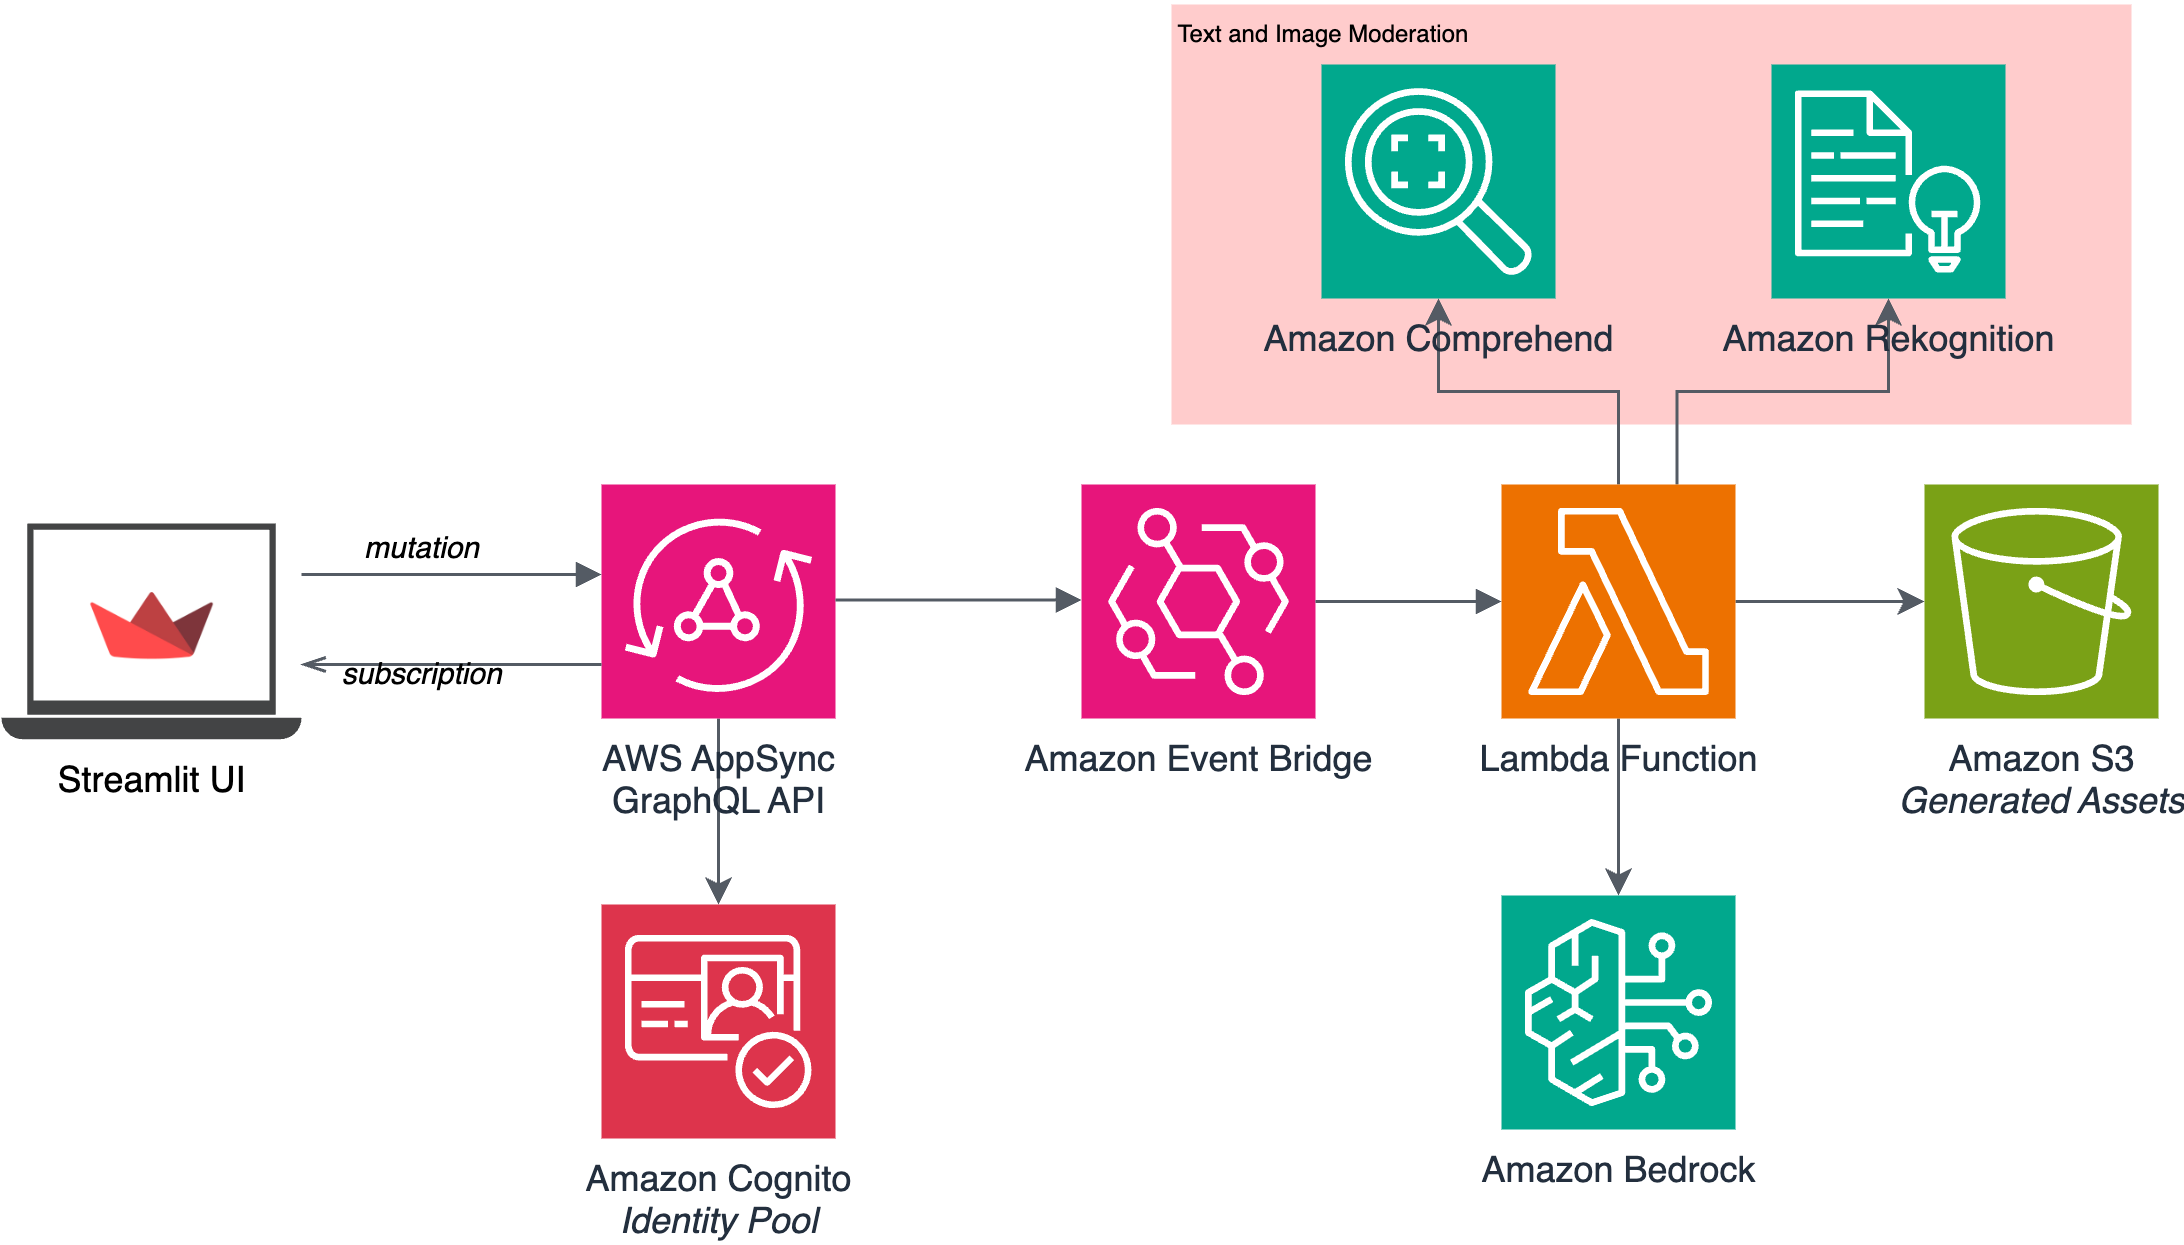 Text and Image Moderation
Amazon Comprehend
Amazon Rekognition
mutation
subscription
Streamlit UI
AWS AppSync
GraphQL API
Amazon Event Bridge
Lambda Function
Amazon S3
Generated Assets
Amazon Cognito
Identity Pool
Amazon Bedrock